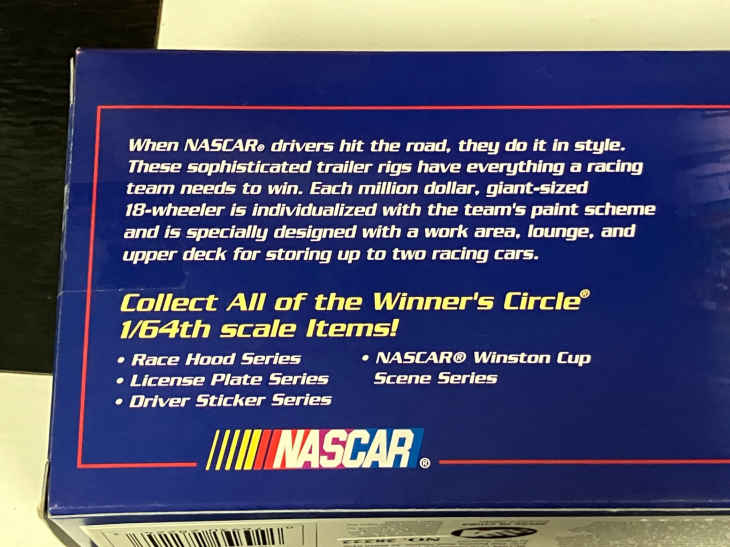 When NASCAR® drivers hit the road, they do it in style.
These sophisticated trailer rigs have everything a racing
team needs to win. Each million dollar, giant-sized
18-wheeler is individualized with the team's paint scheme
and is specially designed with a work area, lounge, and
upper deck for storing up to two racing cars.
Collect All of the Winner's Circle®
1/64th scale Items!
• Race Hood Series
• License Plate Series
• Driver Sticker Series
• NASCAR® Winston Cup
Scene Series
NASCAR®